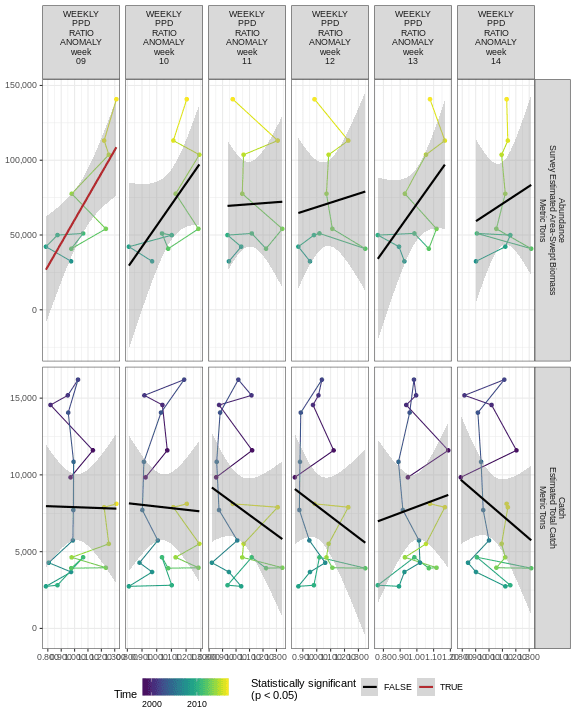 WEEKLY
PPD
RATIO
ANOMALY
week
09
WEEKLY
PPD
RATIO
ANOMALY
week
10
WEEKLY
PPD
RATIO
ANOMALY
week
11
WEEKLY
PPD
RATIO
ANOMALY
week
12
WEEKLY
PPD
RATIO
ANOMALY
week
13
WEEKLY
PPD
RATIO
ANOMALY
week
14
150,000
100,000
50,000
0
Abundance
Survey Estimated Area-Swept Biomass
Metric Tons
15,000
10,000
5,000
0
Catch
Estimated Total Catch
Metric Tons
Time
2000 2010
Statistically significant
(p < 0.05)
FALSE
TRUE